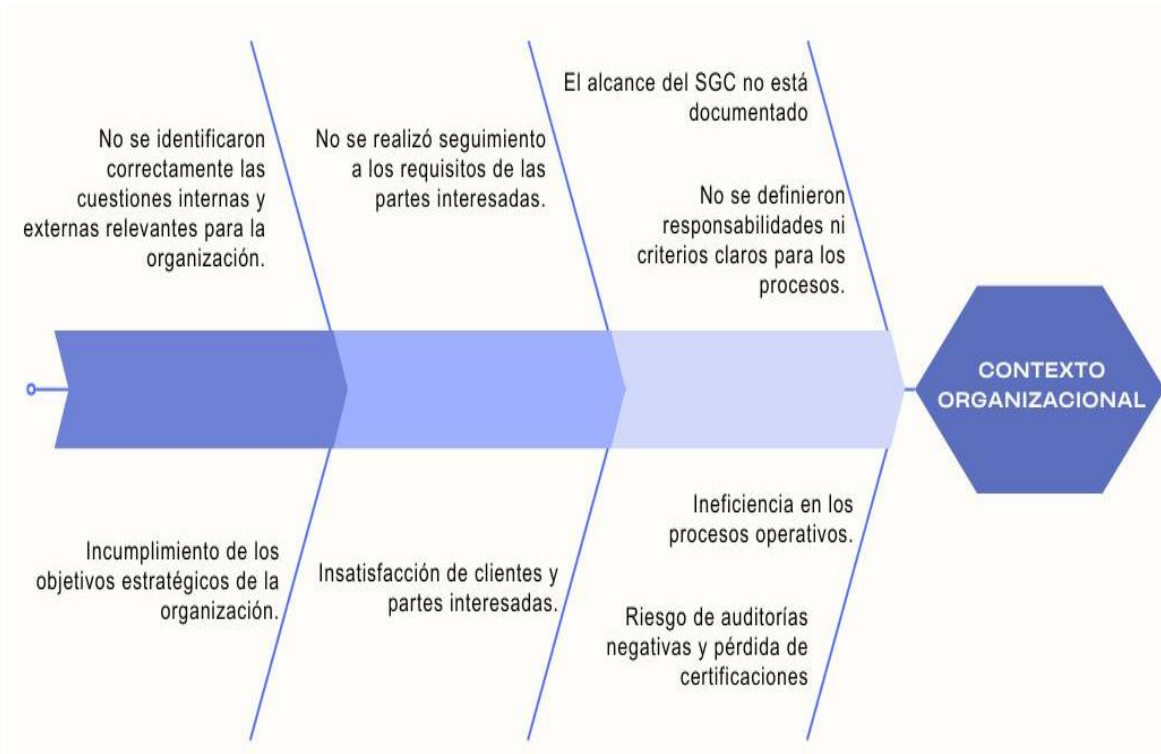 El alcance del SGC no está
documentado
No se identificaron
correctamente las
cuestiones internas y
externas relevantes para la
organización.
No se realizó seguimiento
a los requisitos de las
partes interesadas.
No se definieron
responsabilidades ni
criterios claros para los
procesos.
CONTEXTO
ORGANIZACIONAL
Incumplimiento de los
objetivos estratégicos de la
organización.
Insatisfacción de clientes y
partes interesadas.
Ineficiencia en los
procesos operativos.
Riesgo de auditorías
negativas y pérdida de
certificaciones